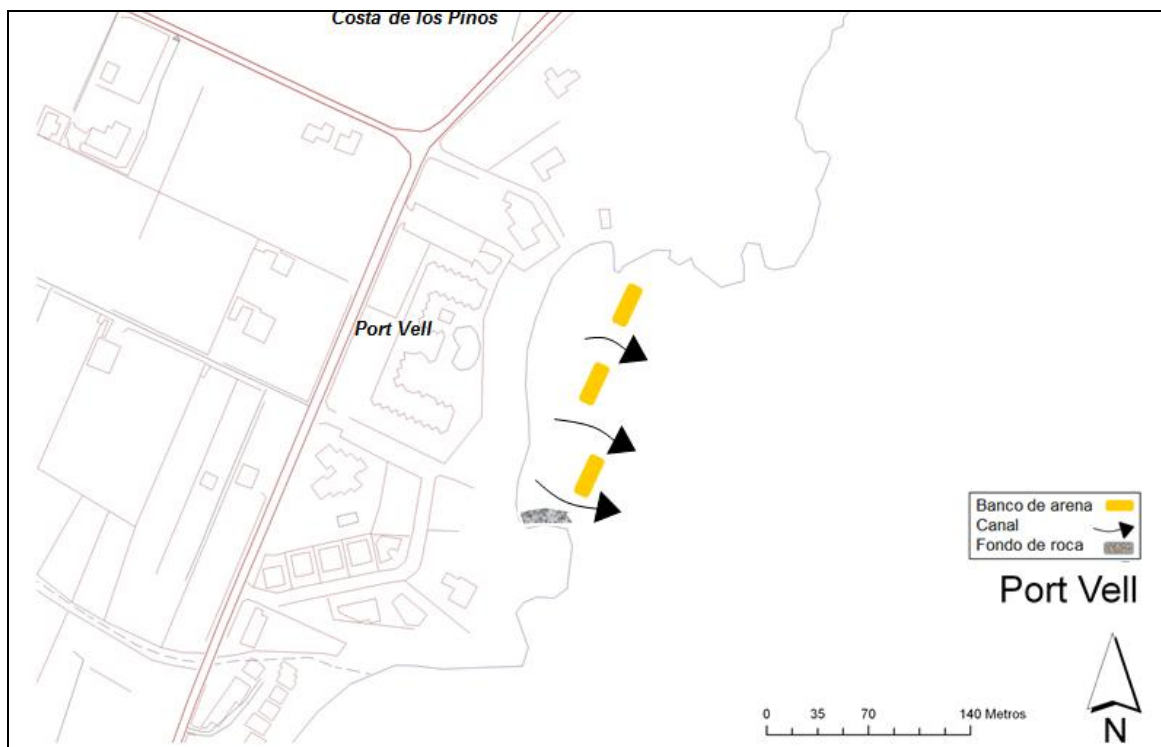 Costa de los Pinos
Port Vell
Banco de arena
Canal
Fondo de roca
Port Vell
0 35 70 140 Metros
N